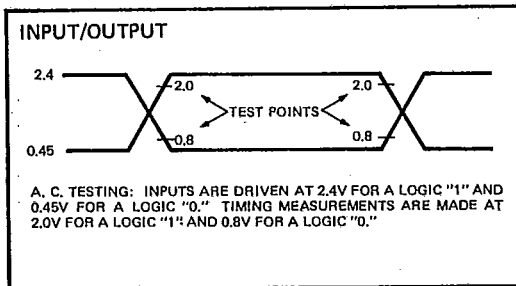 INPUT/OUTPUT
2.4
2.0
TEST POINTS
2.0
0.8
0.8
0.45
A. C. TESTING: INPUTS ARE DRIVEN AT 2.4V FOR A LOGIC "1" AND
0.45V FOR A LOGIC "0." TIMING MEASUREMENTS ARE MADE AT
2.0V FOR A LOGIC "1" AND 0.8V FOR A LOGIC "0."